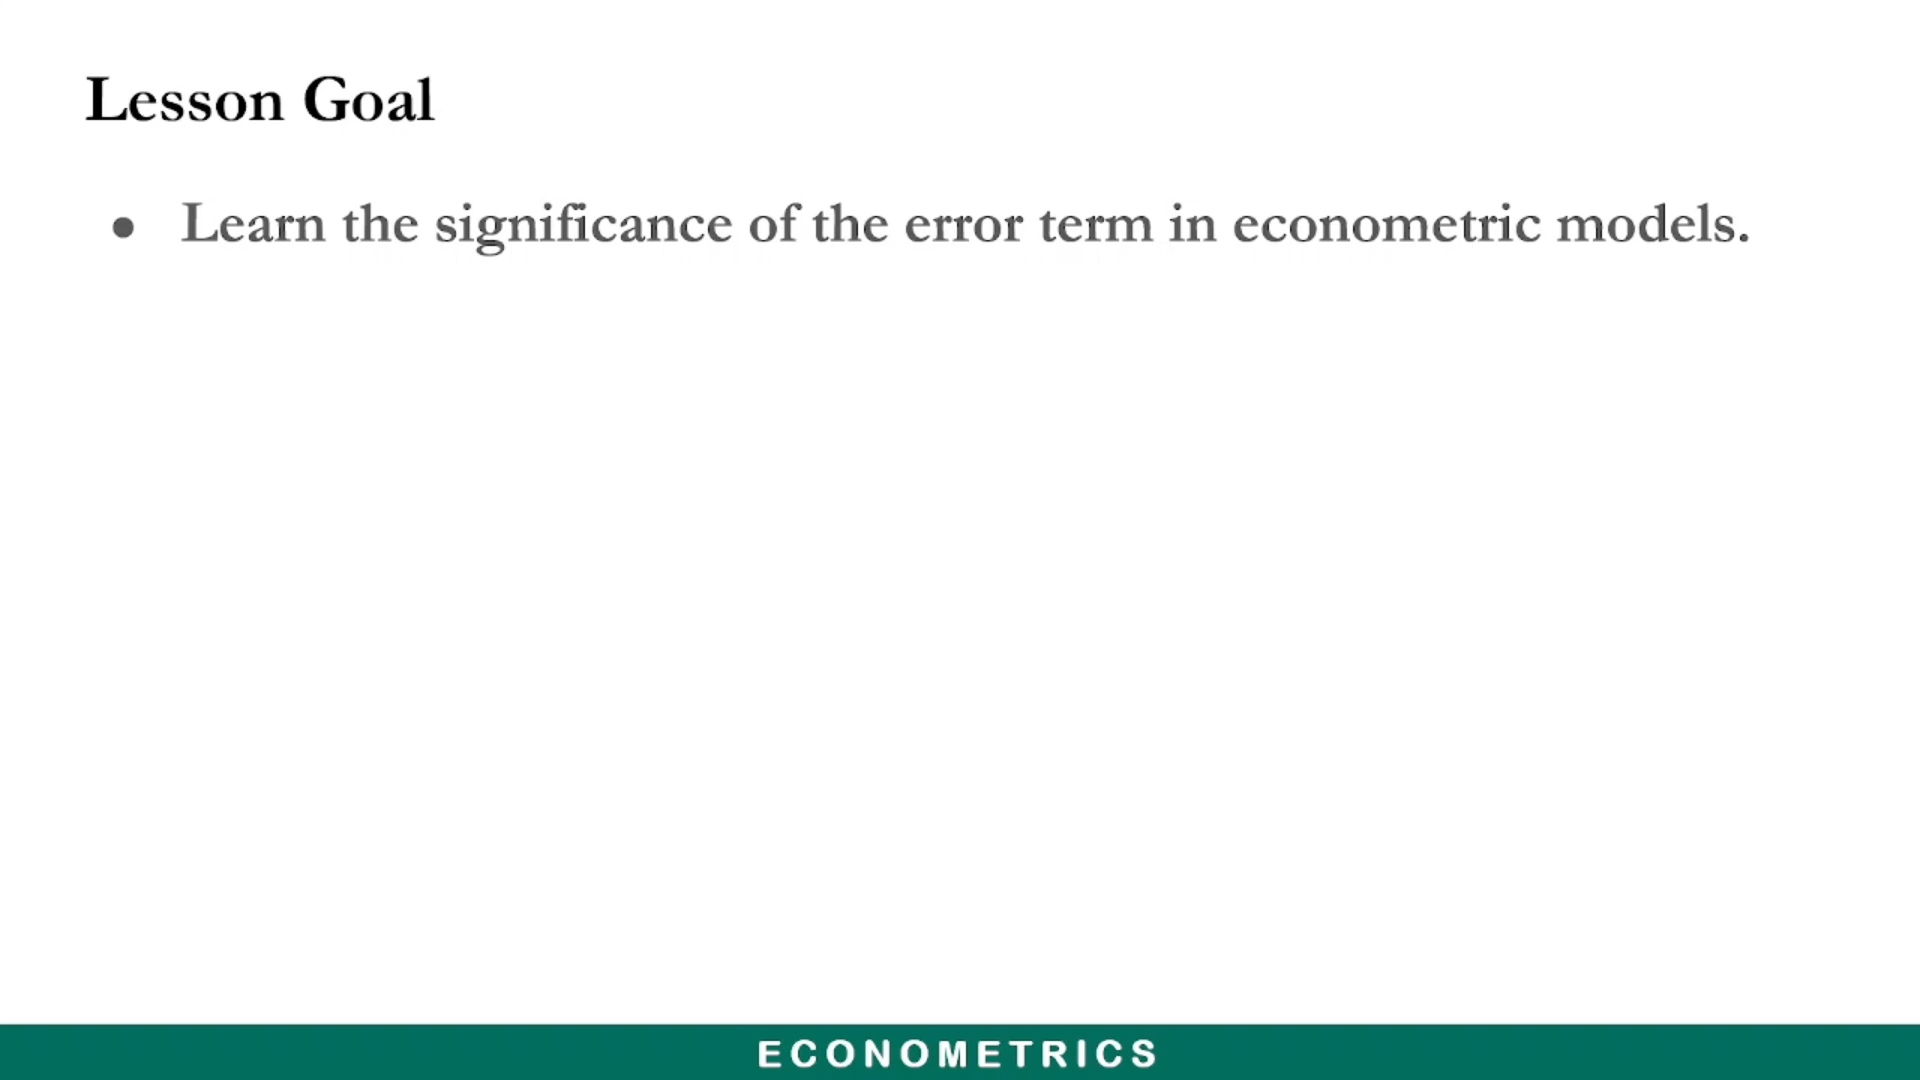 Lesson Goal
● Learn the significance of the error term in econometric models.
ECONOMETRICS